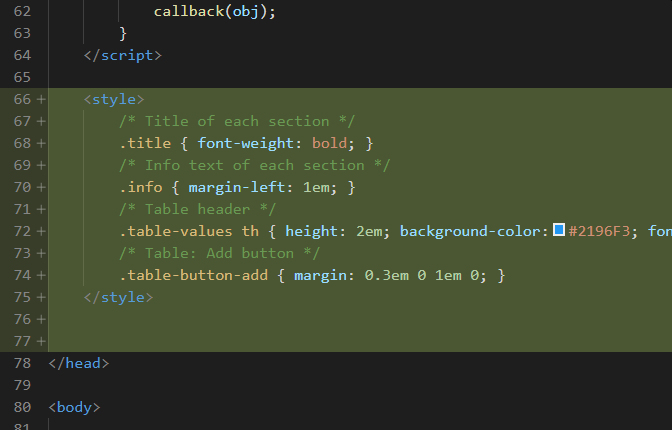 62 callback(obj);
63 }
64 </script>
65
66 + <style>
67 + /* Title of each section */
68 + .title { font-weight: bold; }
69 + /* Info text of each section */
70 + .info { margin-left: 1em; }
71 + /* Table header */
72 + .table-values th { height: 2em; background-color: #2196F3; fon
73 + /* Table: Add button */
74 + .table-button-add { margin: 0.3em 0 1em 0; }
75 + </style>
76 +
77 +
78 </head>
79
80 <body>
81